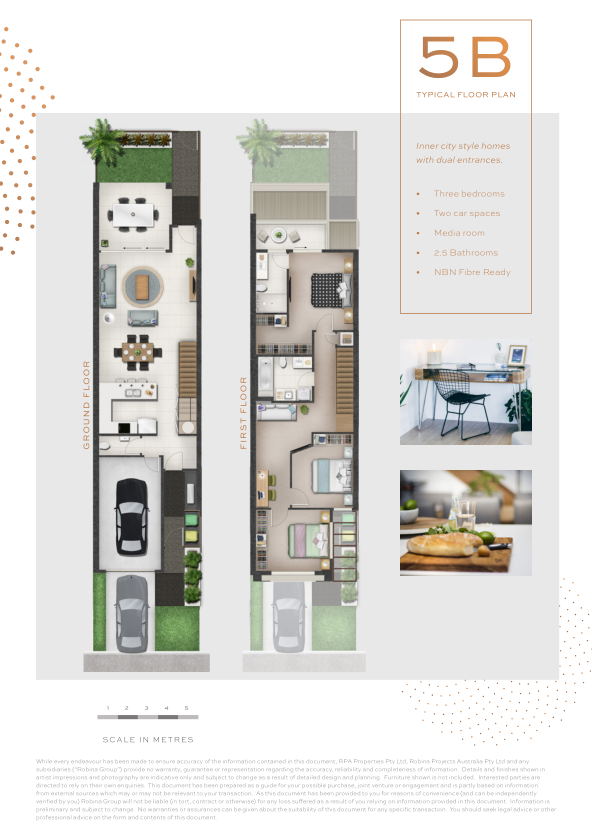 5B
TYPICAL FLOOR PLAN
Inner city style homes
with dual entrances.
• Three bedrooms
• Two car spaces
• Media room
• 2.5 Bathrooms
• NBN Fibre Ready
GROUND FLOOR
FIRST FLOOR
1 2 3 4 5
SCALE IN METRES
While every endeavour has been made to ensure accuracy of the information contained in this document, RPA Properties Pty Ltd, Robina Projects Australia Pty Ltd and any
subsidiaries ("Robina Group") provide no warranty, guarantee or representation regarding the accuracy, reliability and completeness of information. Details and finishes shown in
artist impressions and photography are indicative only and subject to change as a result of detailed design and planning. Furniture shown is not included. Interested parties are
directed to rely on their own enquiries. This document has been prepared as a guide for your possible purchase, joint venture or engagement and is partly based on information
from external sources which may or may not be relevant to your transaction. As this document has been provided to you for reasons of convenience(and can be independently
verified by you) Robina Group will not be liable (in tort, contract or otherwise) for any loss suffered as a result of you relying on information provided in this document. Information is
preliminary and subject to change. No warranties or assurances can be given about the suitability of this document for any specific transaction. You should seek legal advice or other
professional advice on the form and contents of this document.